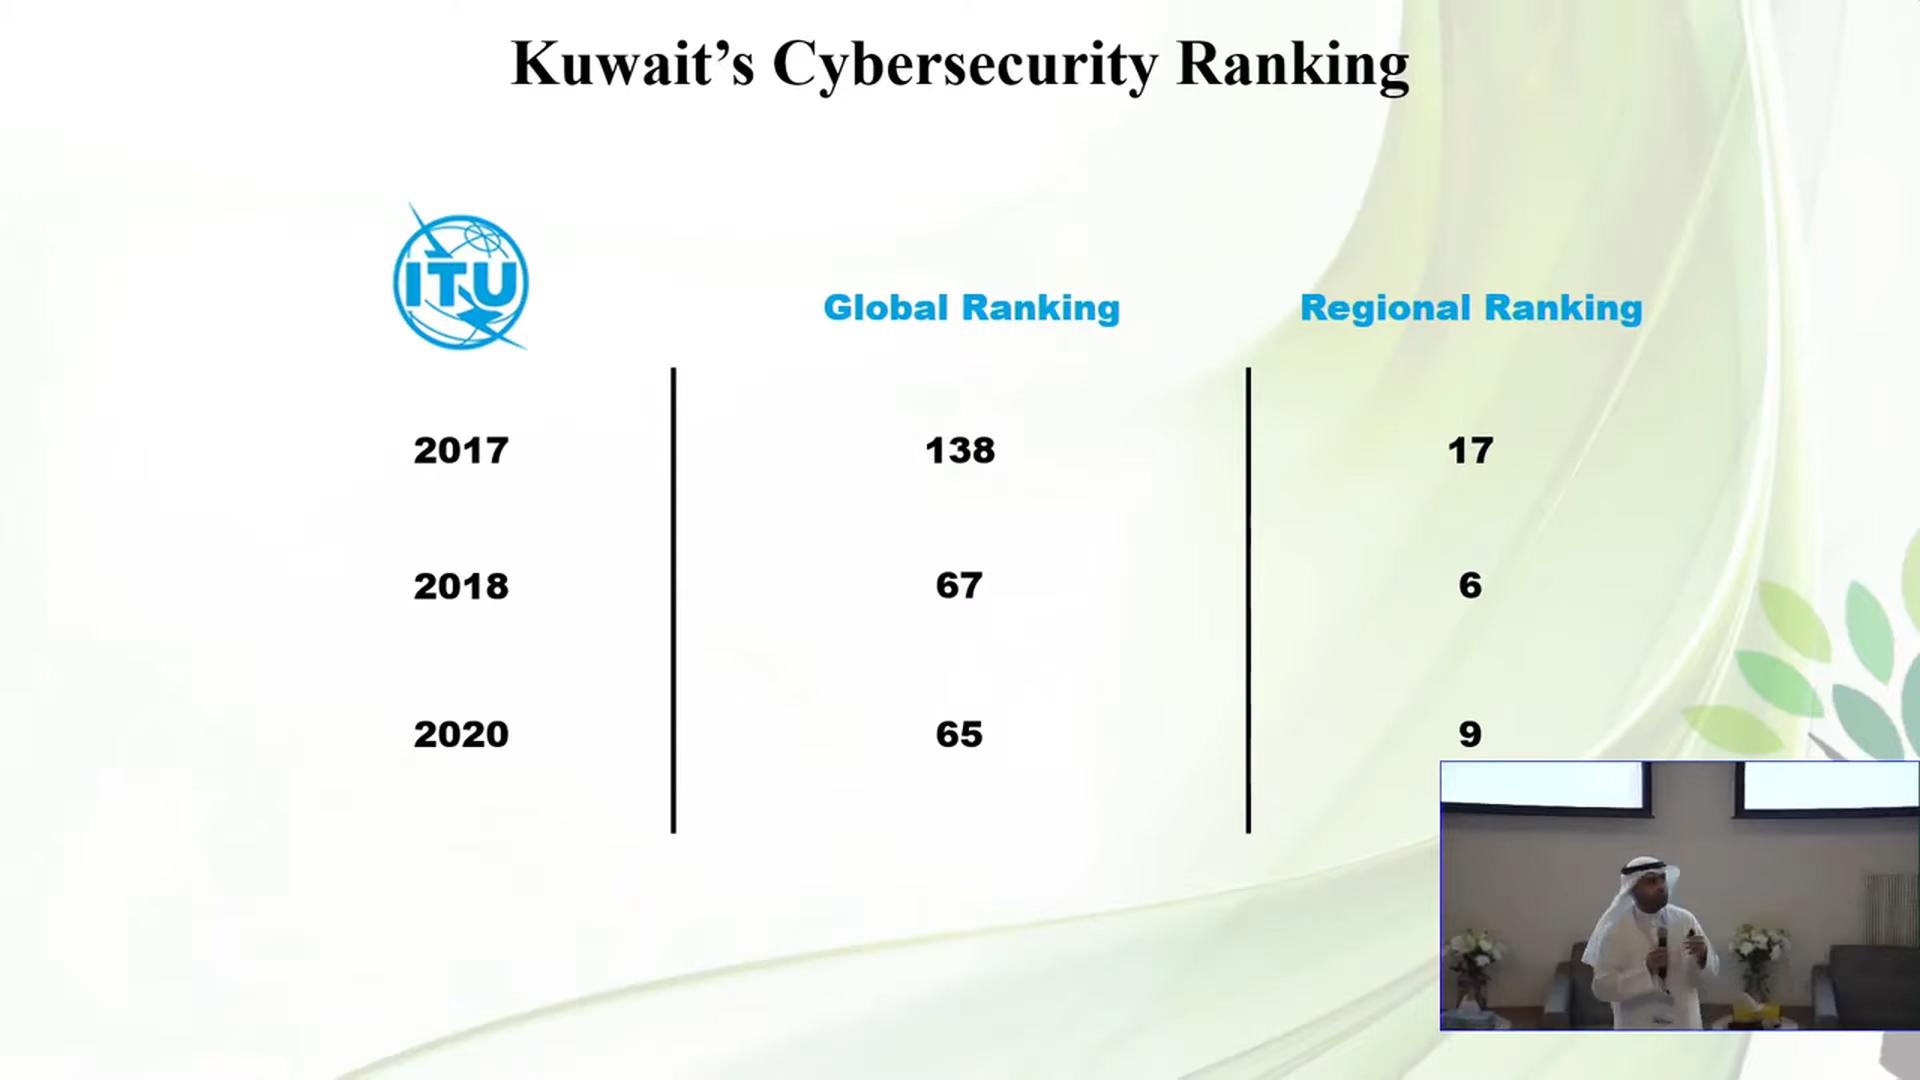 Kuwait’s Cybersecurity Ranking
ITU
Global Ranking Regional Ranking
2017 138 17
2018 67 6
2020 65 9